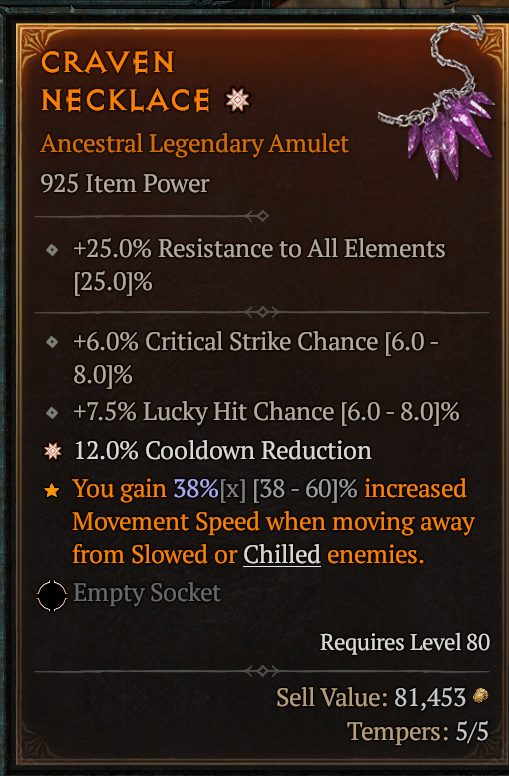 CRAVEN
NECKLACE
Ancestral Legendary Amulet
925 Item Power
+25.0% Resistance to All Elements
[25.0]%
+6.0% Critical Strike Chance [6.0 -
8.0]%
+7.5% Lucky Hit Chance [6.0 - 8.0]%
12.0% Cooldown Reduction
You gain 38%[x] [38 - 60]% increased
Movement Speed when moving away
from Slowed or Chilled enemies.
Empty Socket
Requires Level 80
Sell Value: 81,453
Tempers: 5/5